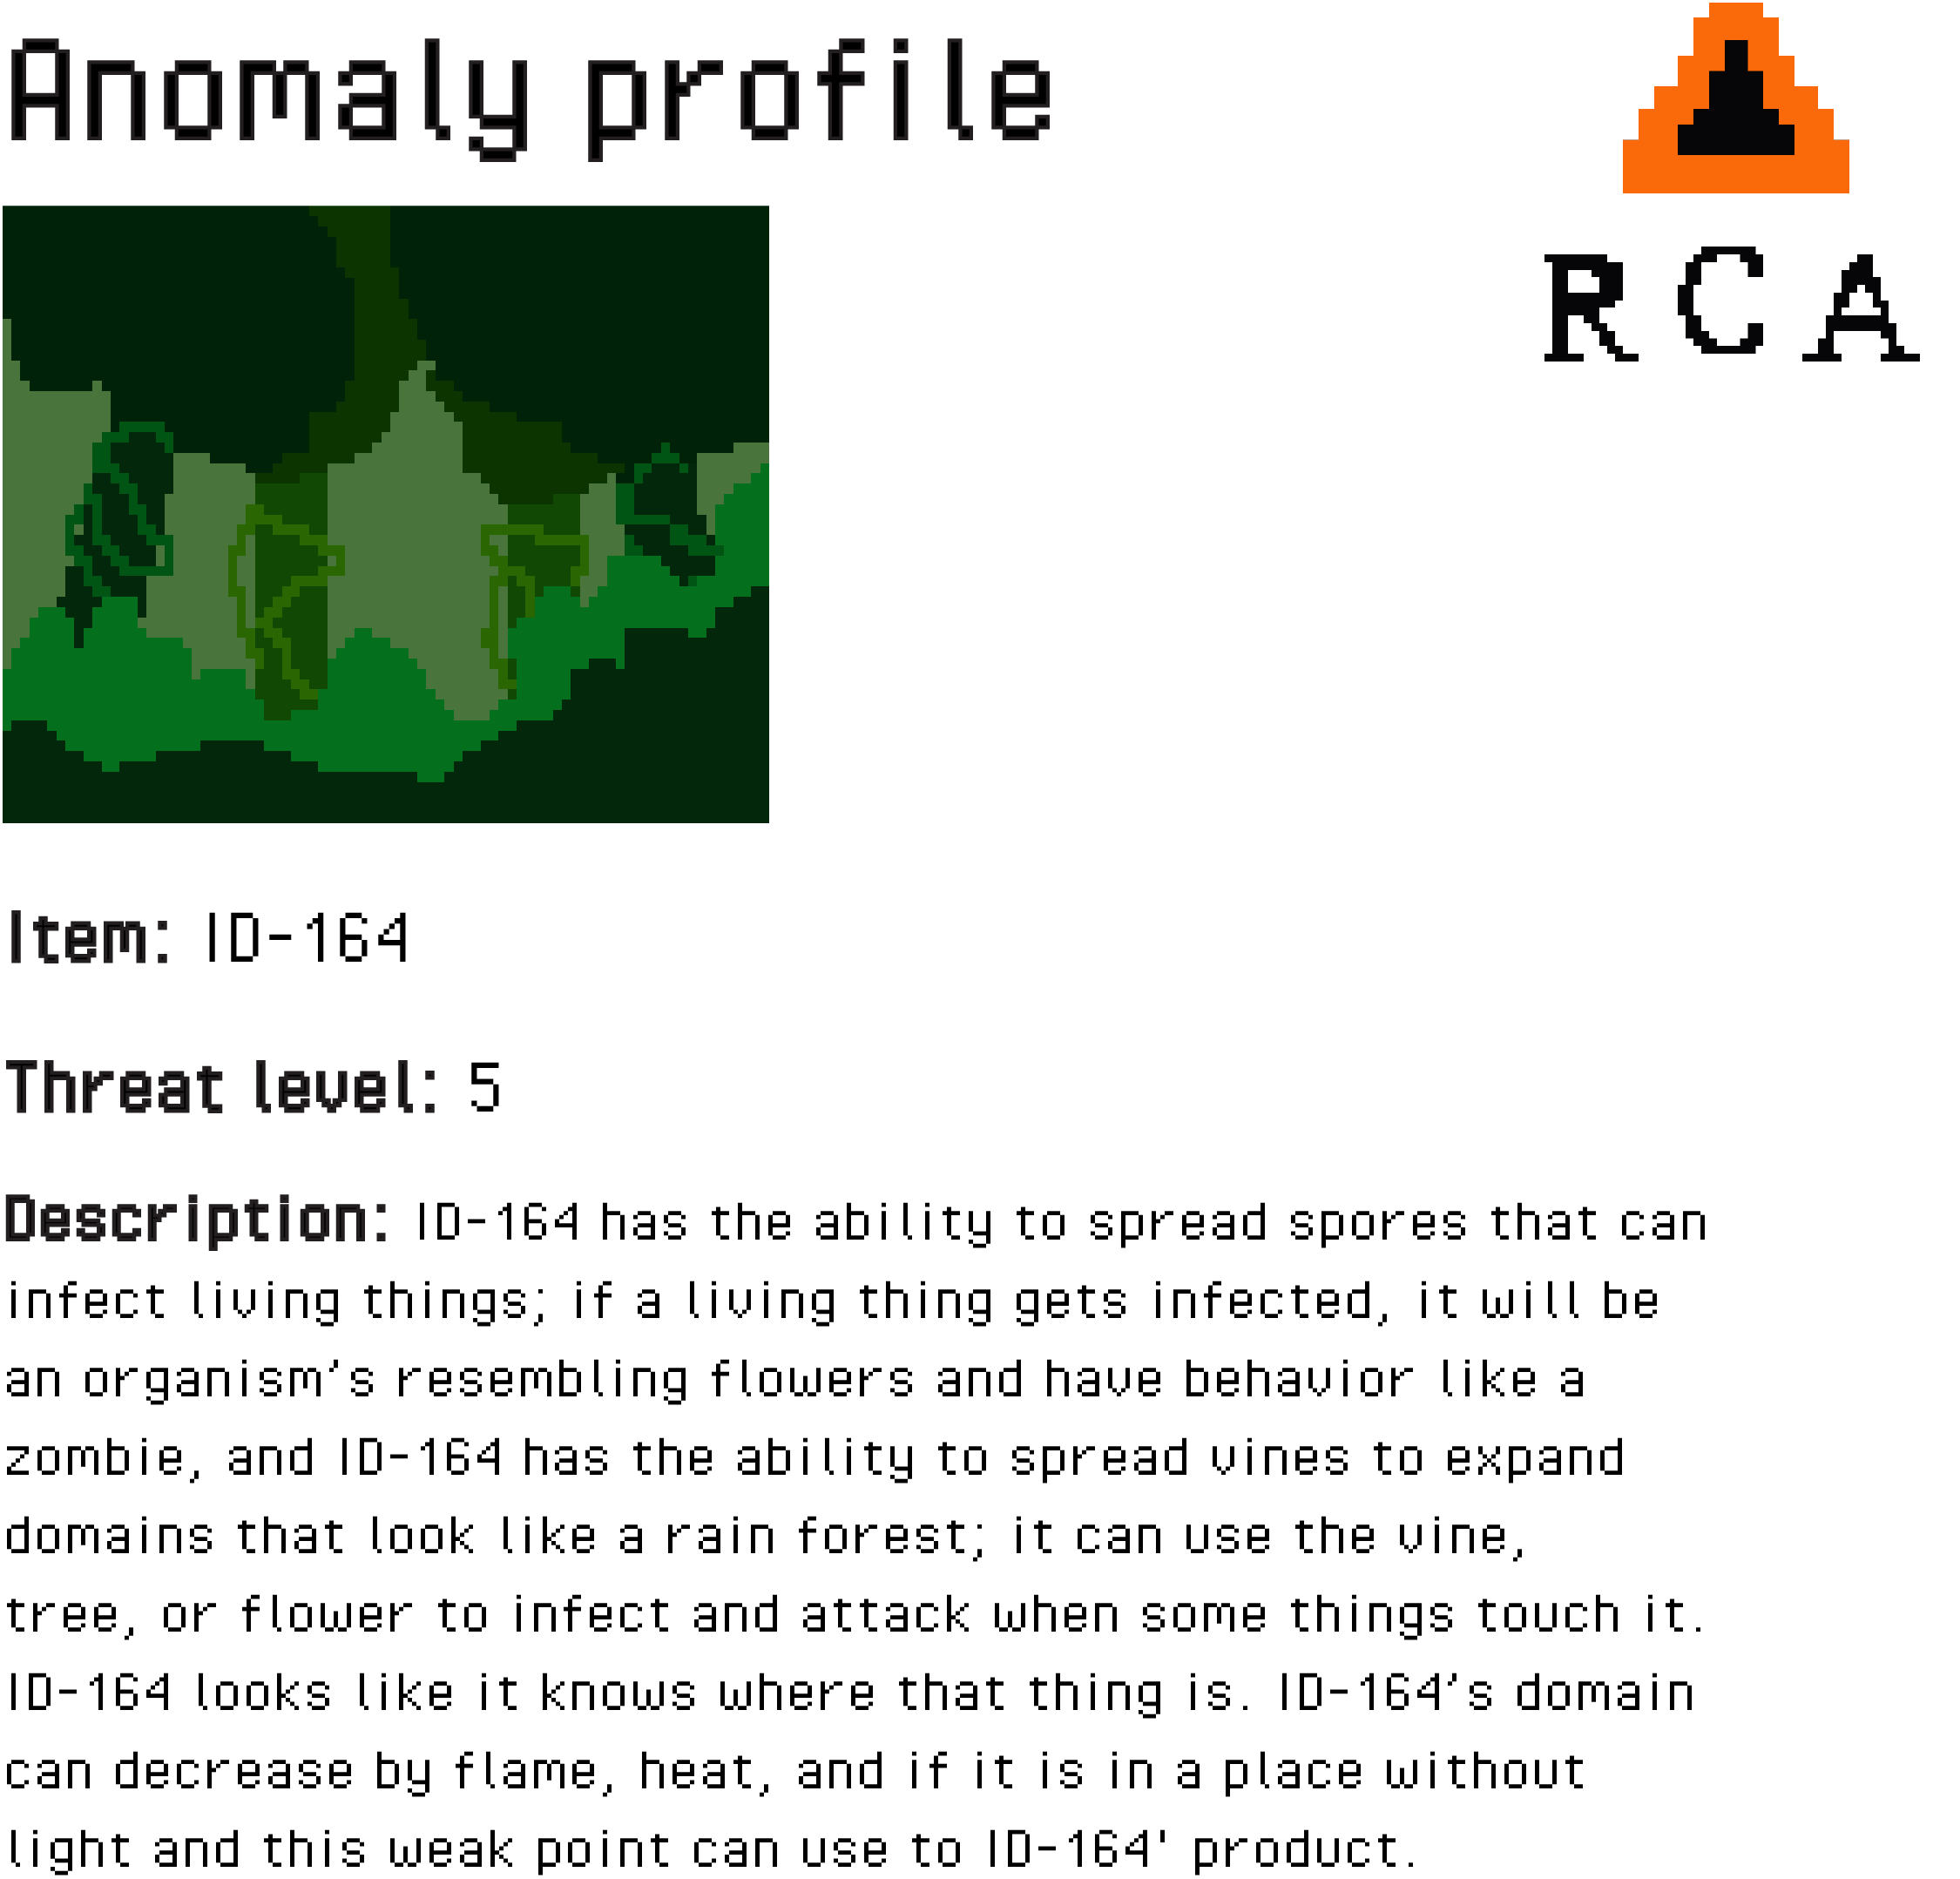 Anomaly profile
RCA
Item: ID-164
Threat level: 5
Description: ID-164 has the ability to spread spores that can
infect living things; if a living thing gets infected, it will be
an organism's resembling flowers and have behavior like a
zombie, and ID-164 has the ability to spread vines to expand
domains that look like a rain forest; it can use the vine,
tree, or flower to infect and attack when some things touch it.
ID-164 looks like it knows where that thing is. ID-164's domain
can decrease by flame, heat, and if it is in a place without
light and this weak point can use to ID-164' product.